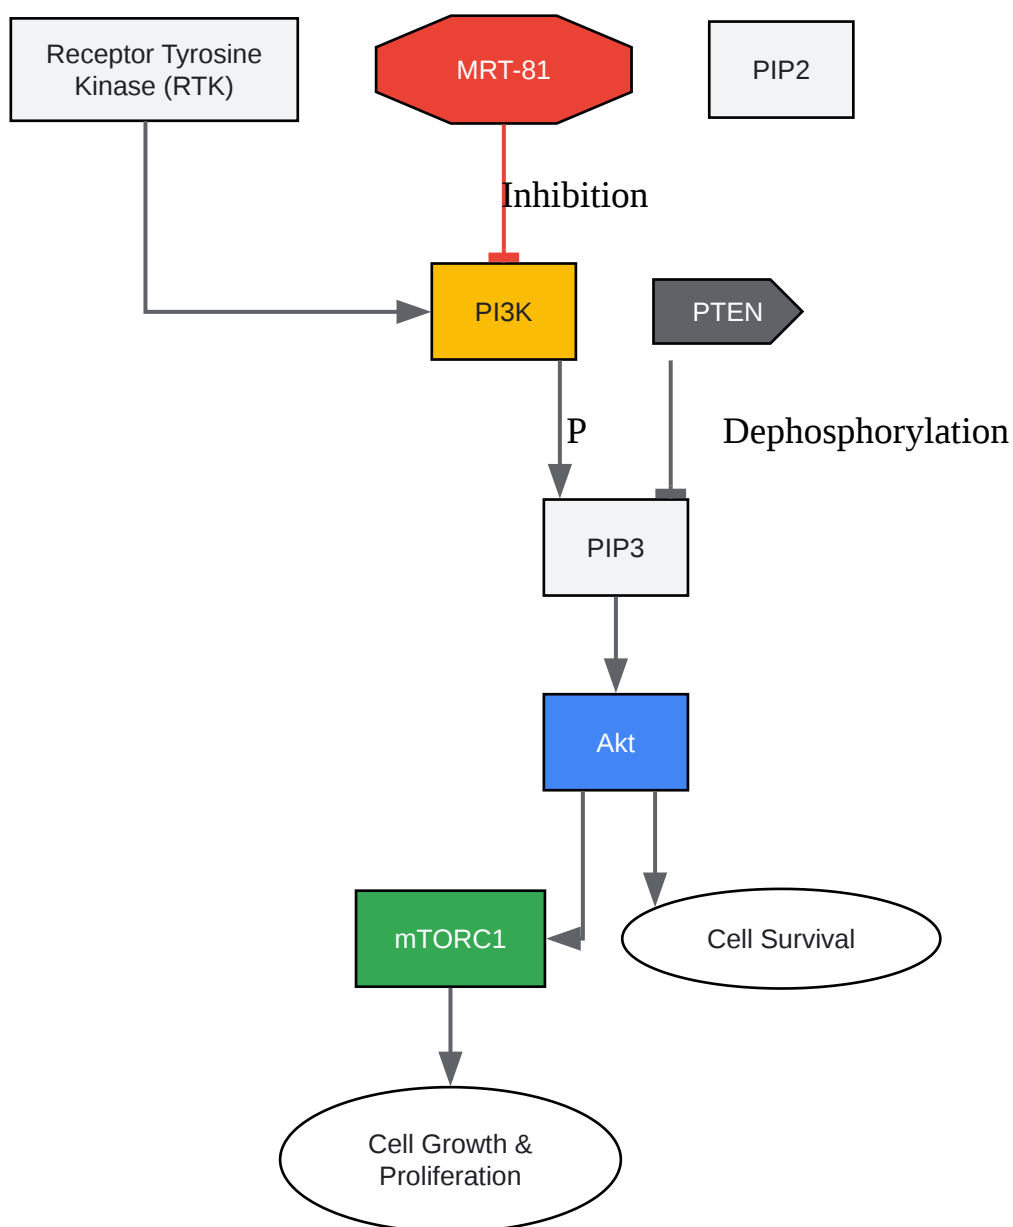 Receptor Tyrosine
Kinase (RTK)
MRT-81
PIP2
Inhibition
PI3K
PTEN
P
Dephosphorylation
PIP3
Akt
mTORC1
Cell Survival
Cell Growth &
Proliferation